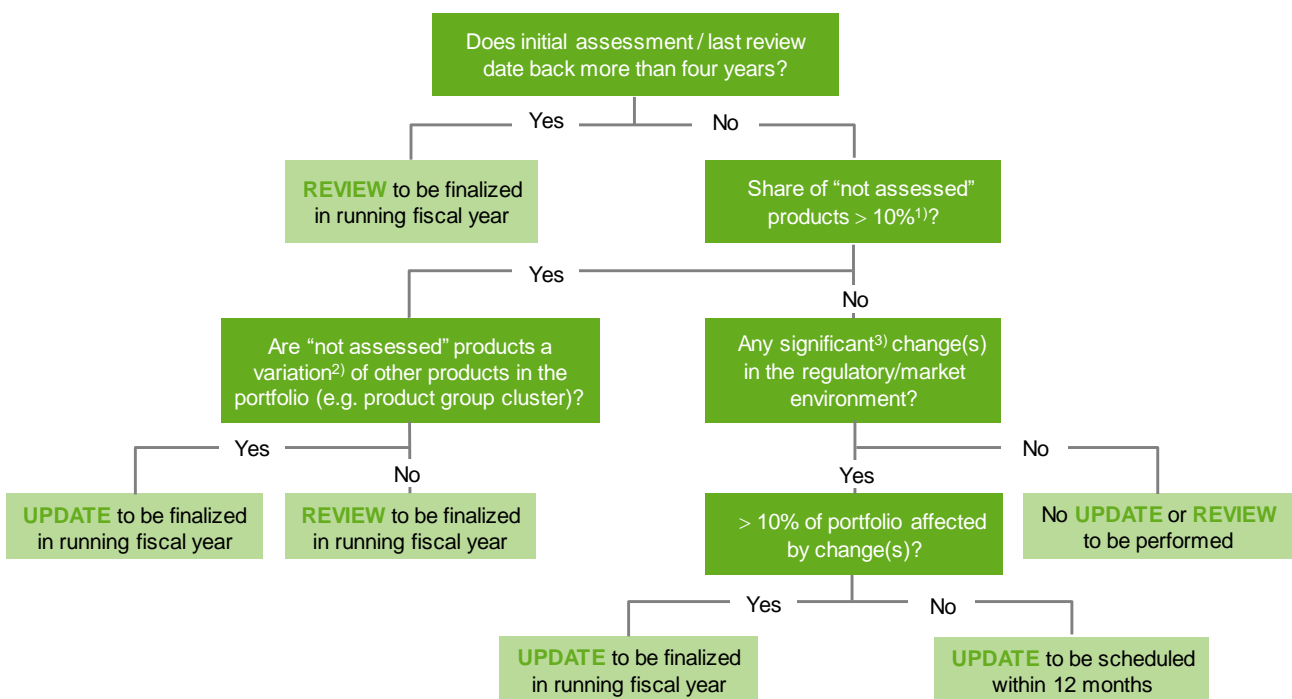 Does initial assessment / last review
date back more than four years?
Yes
No
REVIEW to be finalized
in running fiscal year
Share of “not assessed”
products > 10%1)?
Yes
No
Are “not assessed” products a
variation2) of other products in the
portfolio (e.g. product group cluster)?
Any significant3) change(s)
in the regulatory/market
environment?
Yes
No
Yes
No
UPDATE to be finalized
in running fiscal year
REVIEW to be finalized
in running fiscal year
> 10% of portfolio affected
by change(s)?
No UPDATE or REVIEW
to be performed
Yes
No
UPDATE to be finalized
in running fiscal year
UPDATE to be scheduled
within 12 months